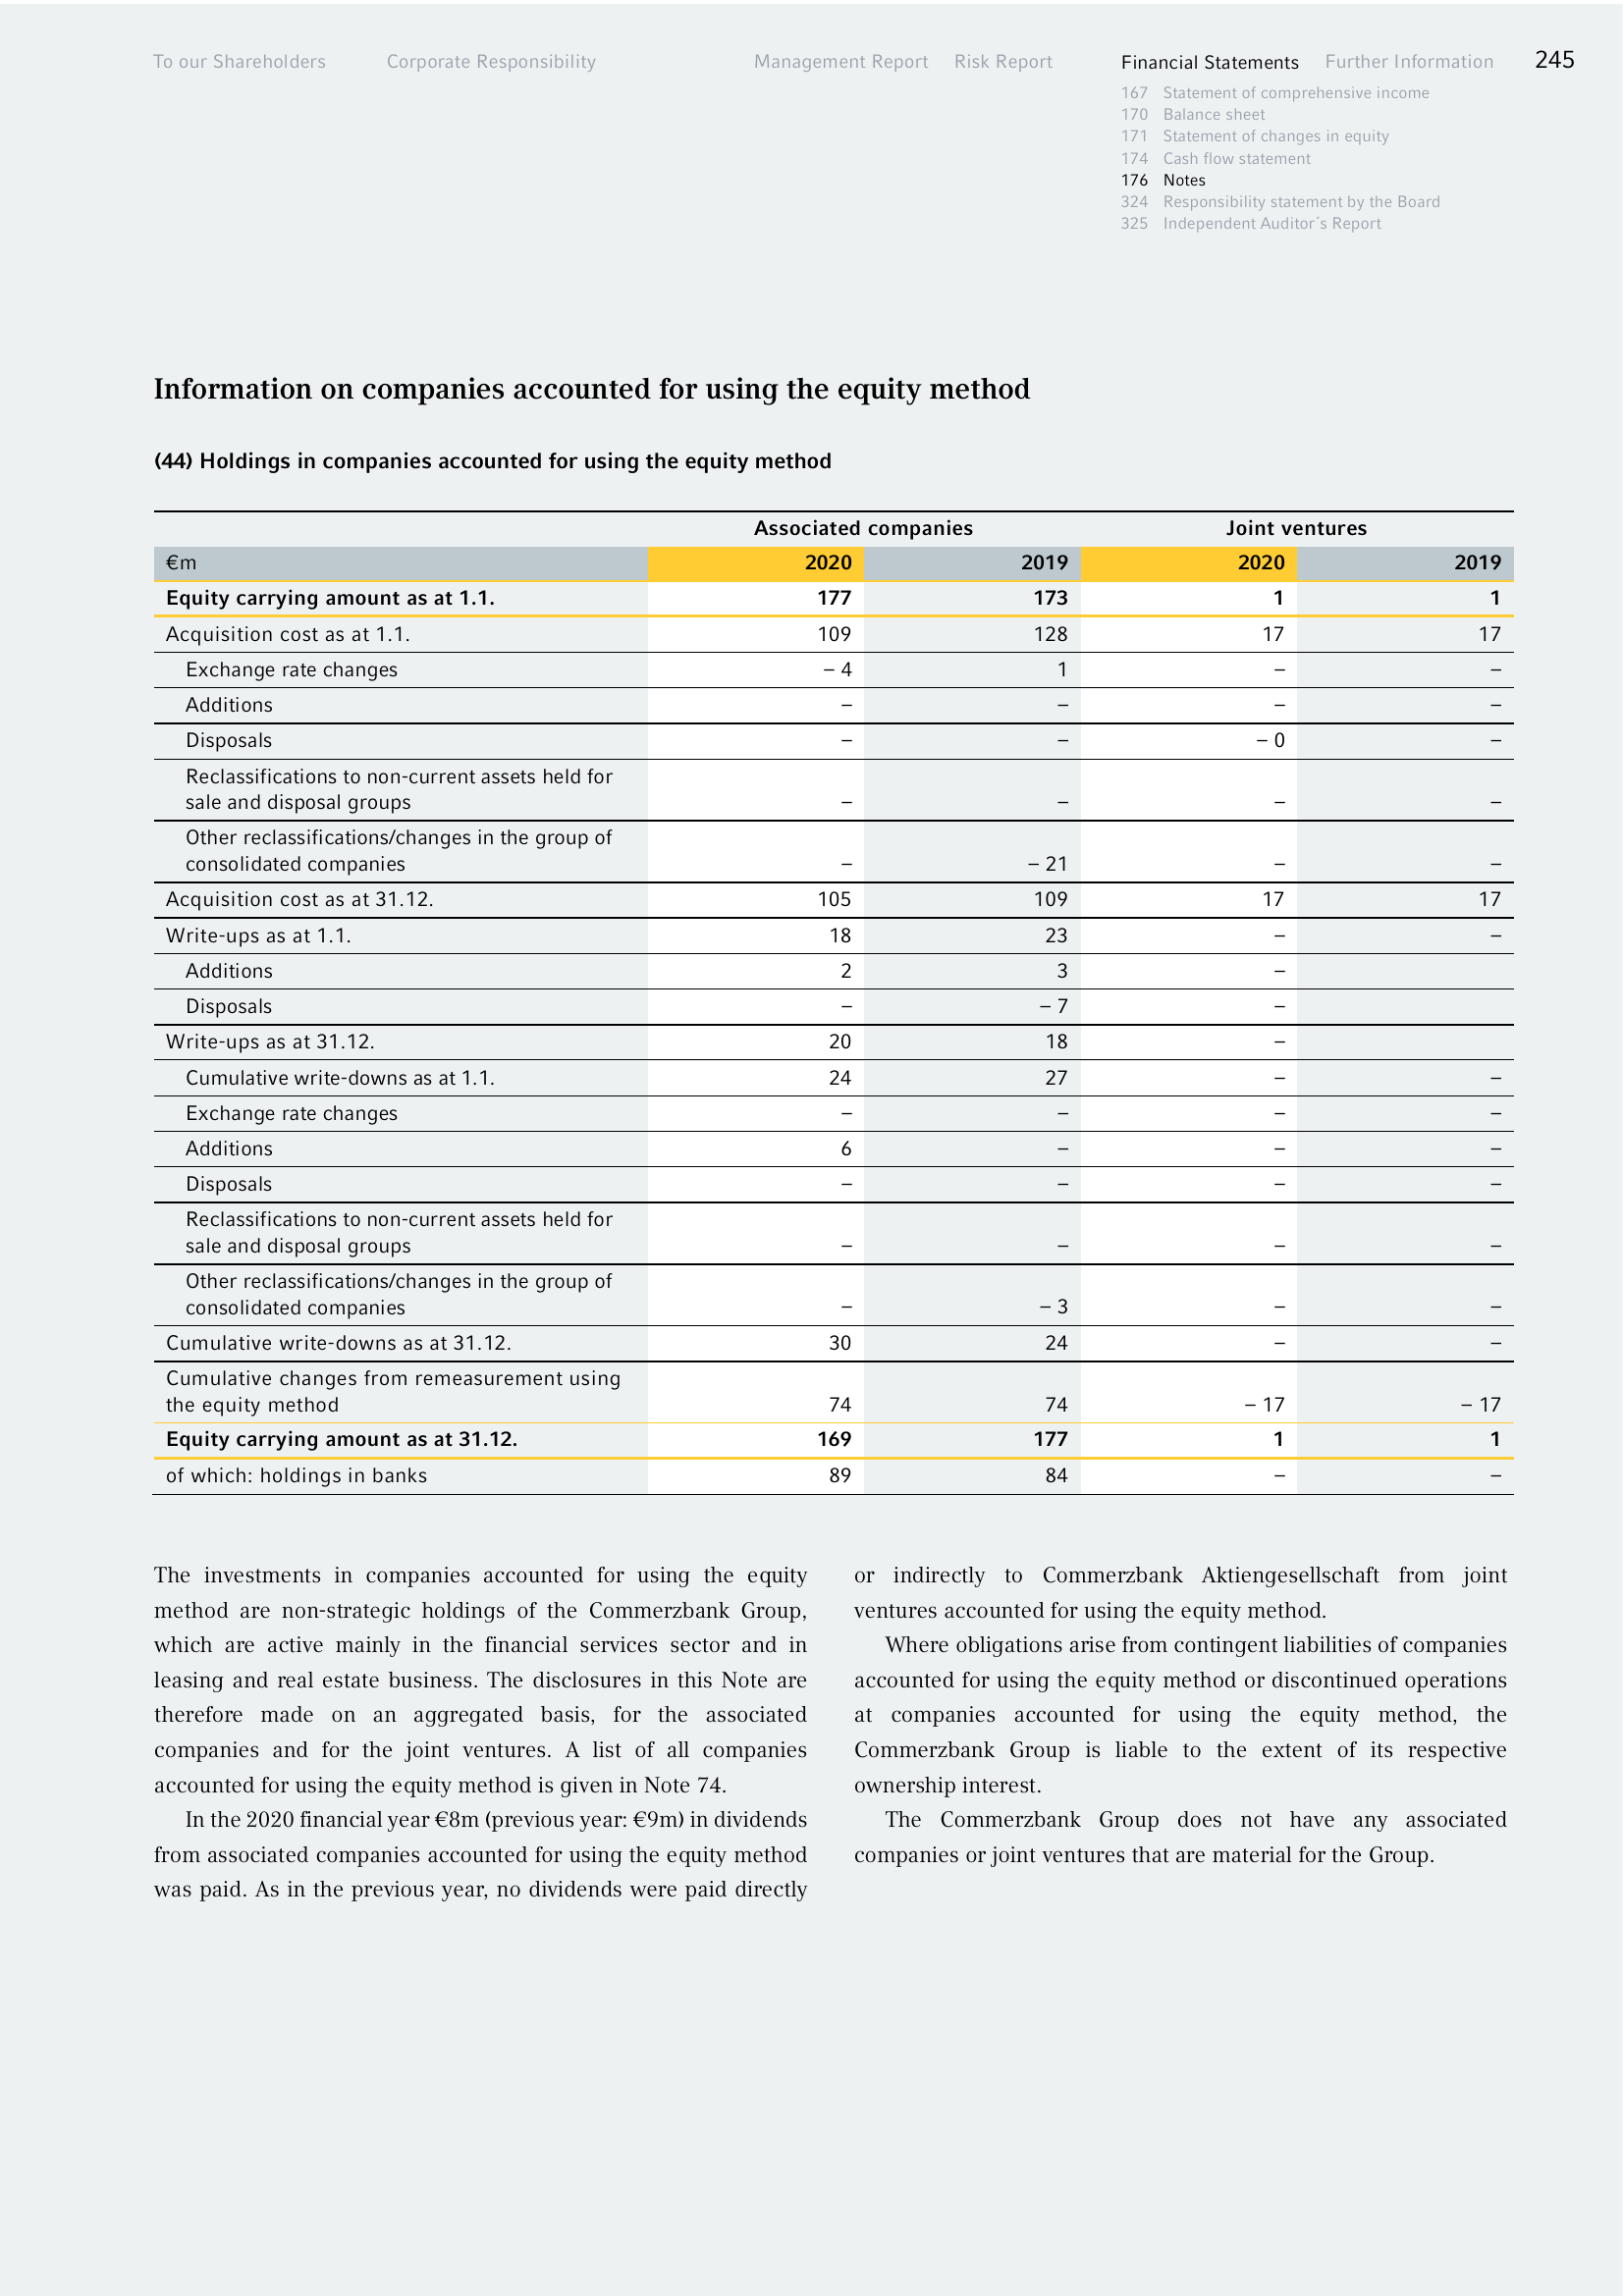 To our Shareholders Corporate Responsibility Management Report Risk Report Financial Statements Further Information 245
167 Statement of comprehensive income
170 Balance sheet
171 Statement of changes in equity
174 Cash flow statement
176 Notes
324 Responsibility statement by the Board
325 Independent Auditor´s Report
Information on companies accounted for using the equity method
(44) Holdings in companies accounted for using the equity method
Associated companies Joint ventures
€m 2020 2019 2020 2019
Equity carrying amount as at 1.1. 177 173 1 1
Acquisition cost as at 1.1. 109 128 17 17
Exchange rate changes – 4 1 – –
Additions – – – –
Disposals – – – 0 –
Reclassifications to non-current assets held for
sale and disposal groups – – – –
Other reclassifications/changes in the group of
consolidated companies – – 21 – –
Acquisition cost as at 31.12. 105 109 17 17
Write-ups as at 1.1. 18 23 – –
Additions 2 3 –
Disposals – – 7 –
Write-ups as at 31.12. 20 18 –
Cumulative write-downs as at 1.1. 24 27 – –
Exchange rate changes – – – –
Additions 6 – – –
Disposals – – – –
Reclassifications to non-current assets held for
sale and disposal groups – – – –
Other reclassifications/changes in the group of
consolidated companies – – 3 – –
Cumulative write-downs as at 31.12. 30 24 – –
Cumulative changes from remeasurement using
the equity method 74 74 – 17 – 17
Equity carrying amount as at 31.12. 169 177 1 1
of which: holdings in banks 89 84 – –
The investments in companies accounted for using the equity
method are non-strategic holdings of the Commerzbank Group,
which are active mainly in the financial services sector and in
leasing and real estate business. The disclosures in this Note are
therefore made on an aggregated basis, for the associated
companies and for the joint ventures. A list of all companies
accounted for using the equity method is given in Note 74.
In the 2020 financial year €8m (previous year: €9m) in dividends
from associated companies accounted for using the equity method
was paid. As in the previous year, no dividends were paid directly
or indirectly to Commerzbank Aktiengesellschaft from joint
ventures accounted for using the equity method.
Where obligations arise from contingent liabilities of companies
accounted for using the equity method or discontinued operations
at companies accounted for using the equity method, the
Commerzbank Group is liable to the extent of its respective
ownership interest.
The Commerzbank Group does not have any associated
companies or joint ventures that are material for the Group.